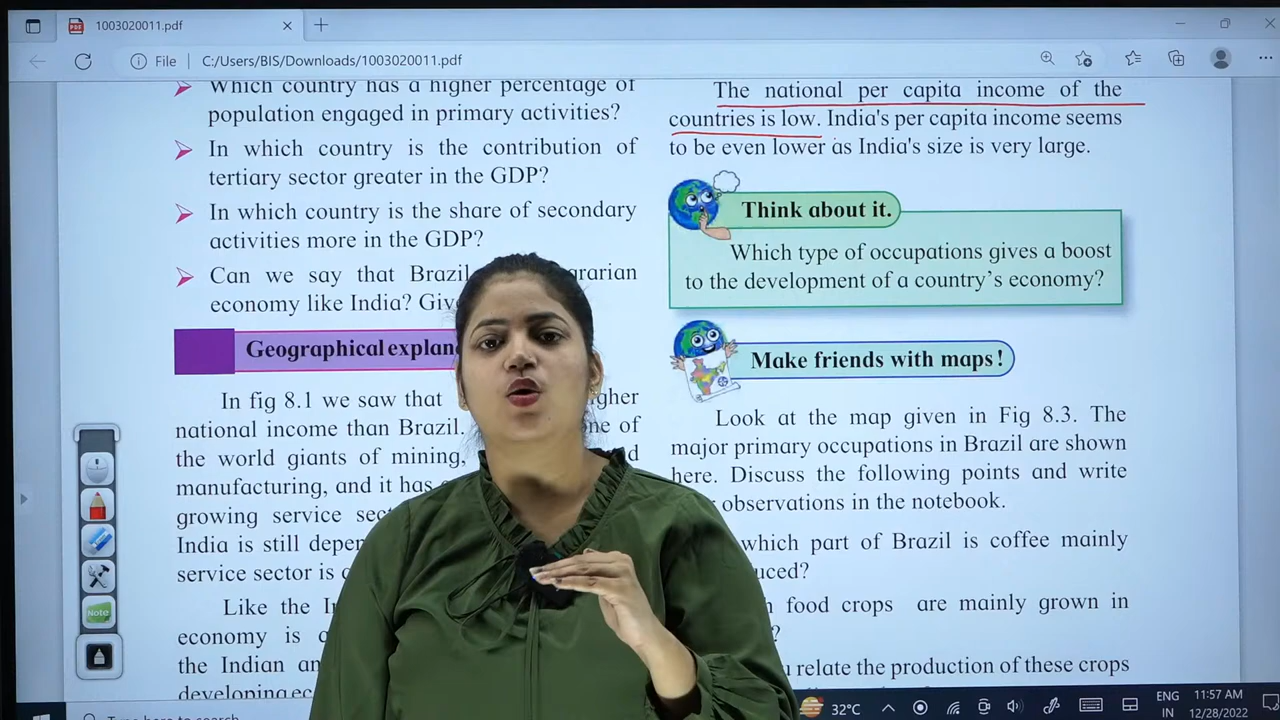 1003020011.pdf
File C:/Users/BIS/Downloads/1003020011.pdf
Which country has a higher percentage of
population engaged in primary activities?
In which country is the contribution of
tertiary sector greater in the GDP?
In which country is the share of secondary
activities more in the GDP?
Can we say that Brazil
economy like India?
Geographical
In fig 8.1 we saw that
national income than Brazil. one of
the world giants of mining,
manufacturing, and it has
growing service
India is still
service sector is
Like the
economy is
the Indian
The national per capita income of the
countries is low. India's per capita income seems
to be even lower as India's size is very large.
Think about it.
Which type of occupations gives a boost
to the development of a country's economy?
Make friends with maps!
Look at the map given in Fig 8.3. The
major primary occupations in Brazil are shown
here. Discuss the following points and write
observations in the notebook.
which part of Brazil is coffee mainly
food crops are mainly grown in
?
relate the production of these crops
Note
Type here to search
32°C
ENG
IN
11:57 AM
12/28/2022